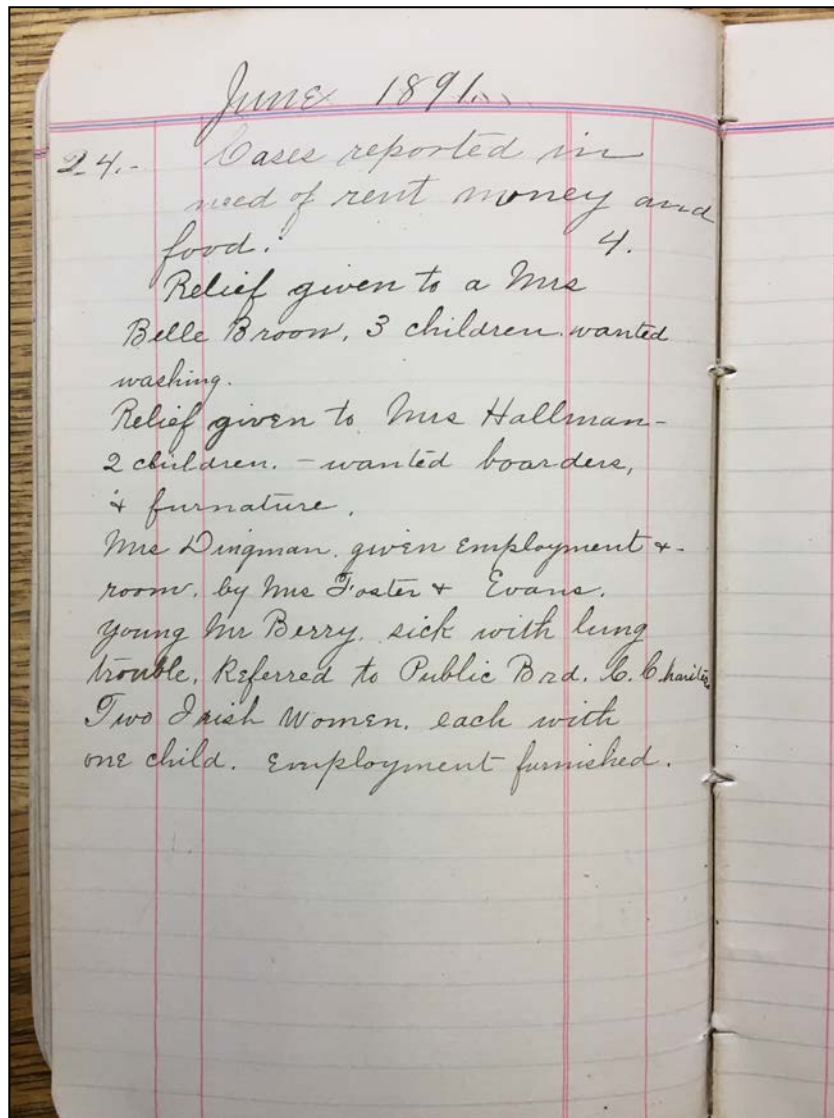 June 1891.
24.- Cases reported in
need of rent money and
food: 4.
Relief given to a Mrs
Belle Broom, 3 children. wanted
washing.
Relief given to Mrs Hallman -
2 children. - wanted boarders,
& furnature.
Mrs Dingman. given employment &
room. by Mrs Foster & Evans.
Young Mr Berry. sick with lung
trouble. Referred to Public Brd. C. Charities
Two Irish Women. each with
one child. Employment furnished.